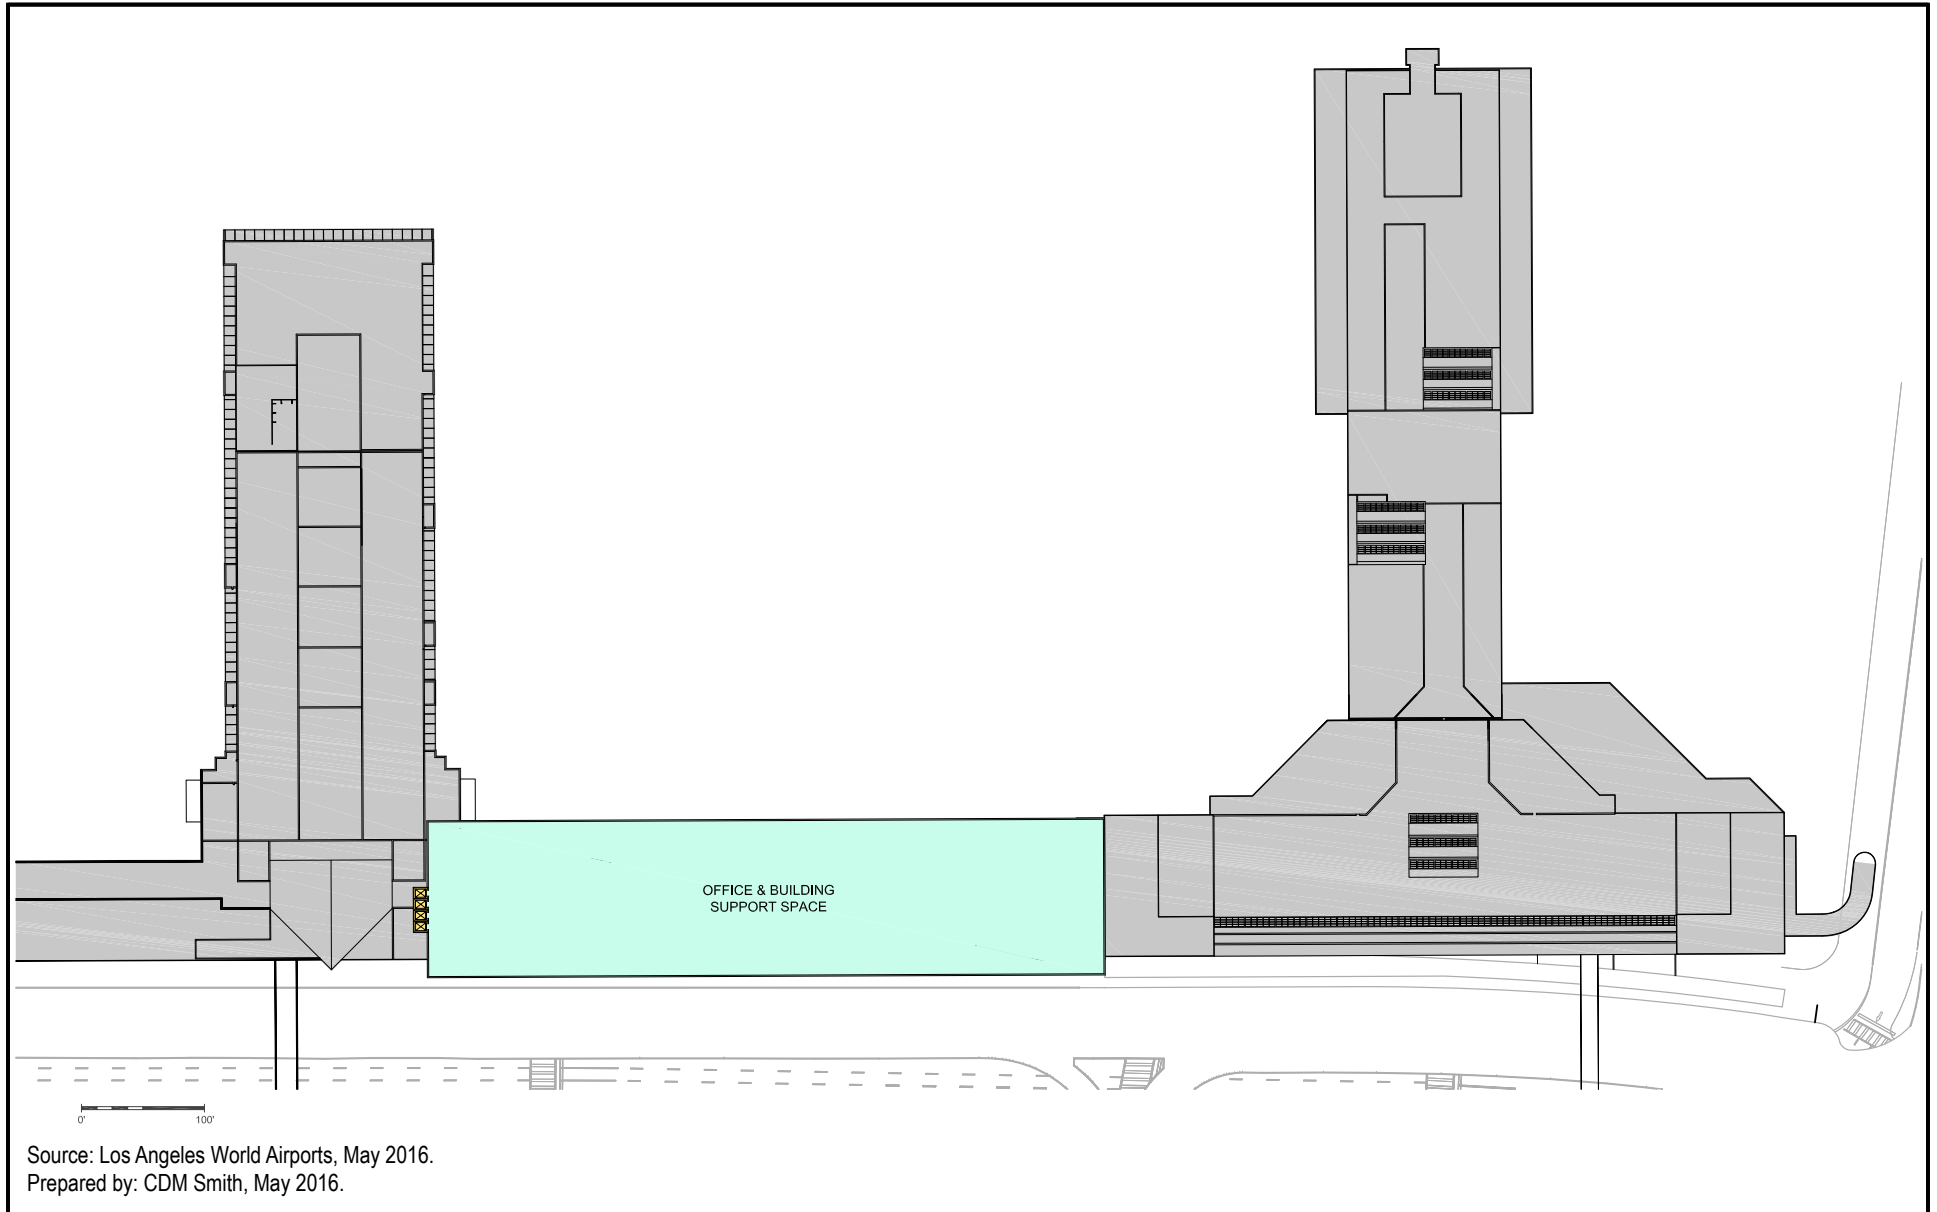 OFFICE & BUILDING
SUPPORT SPACE
0' 100'
Source: Los Angeles World Airports, May 2016.
Prepared by: CDM Smith, May 2016.